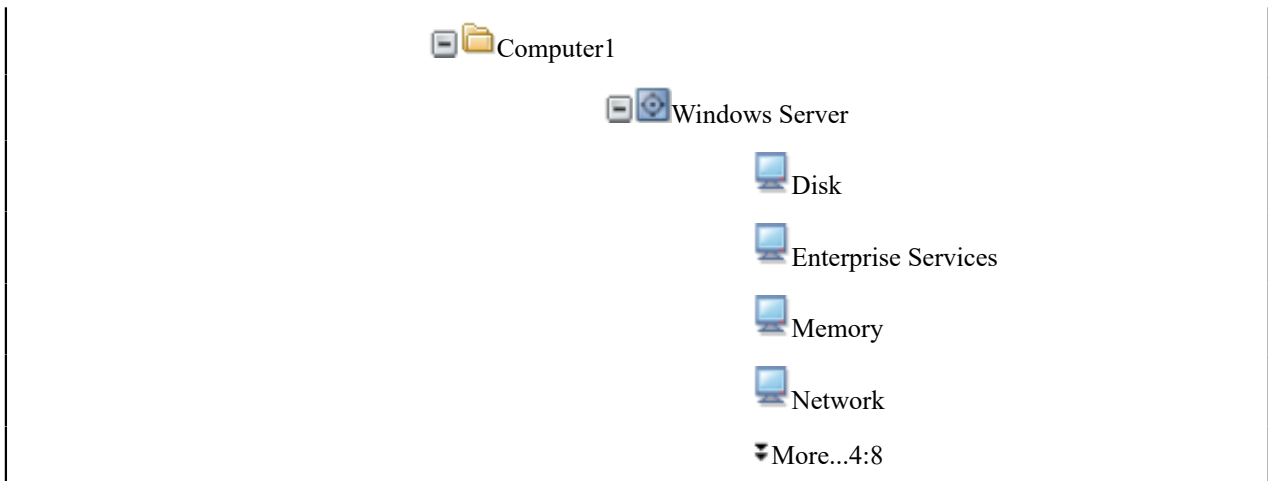 Computer1
Windows Server
Disk
Enterprise Services
Memory
Network
More...4:8